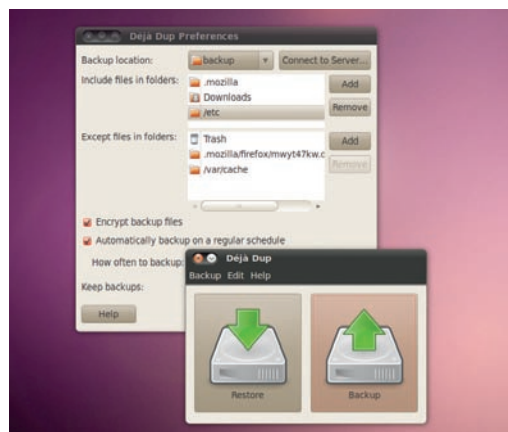 Déjà Dup Preferences
Backup location:
backup
Connect to Server...
Include files in folders:
.mozilla
Downloads
/etc
Add
Remove
Except files in folders:
Trash
.mozilla/firefox/mwyt47kw.d
/var/cache
Add
Remove
Encrypt backup files
Automatically backup on a regular schedule
How often to backup:
Keep backups:
Help
Déjà Dup
Backup Edit Help
Restore
Backup